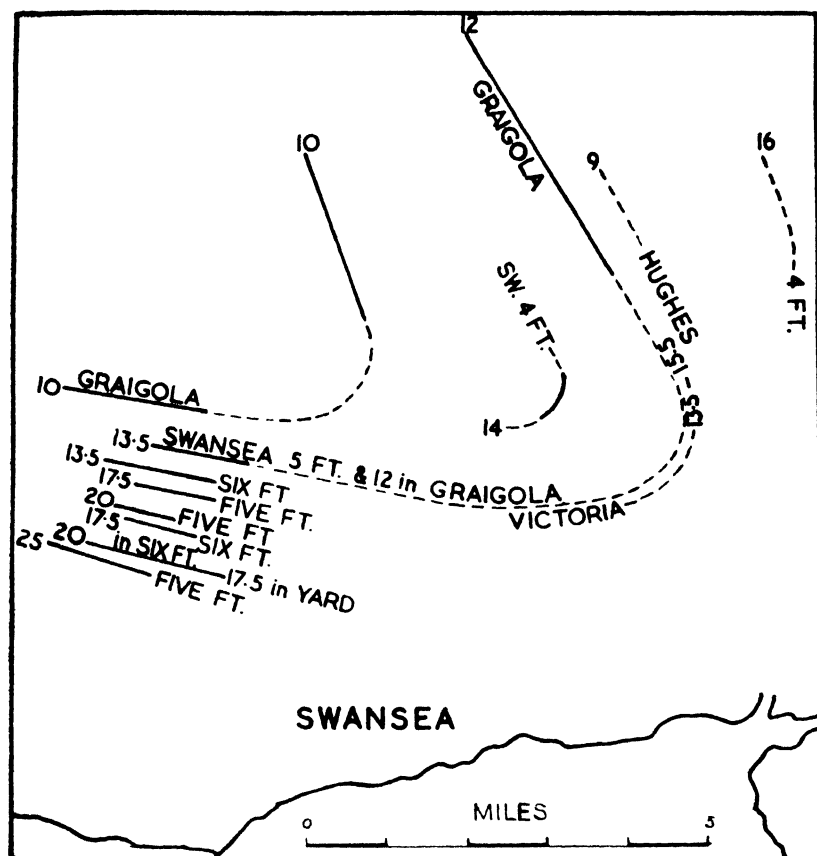 12
GRAIGOLA
10
9
16
HUGHES
SW. 4 FT.
4 FT.
15.5
13.5
10 GRAIGOLA
14
13.5 SWANSEA 5 FT. & 12 in GRAIGOLA
VICTORIA
13.5 SIX FT
17.5 FIVE FT.
20 FIVE FT
17.5 SIX FT.
20 in SIX FT. 17.5 in YARD
25 FIVE FT.
SWANSEA
MILES
0 5